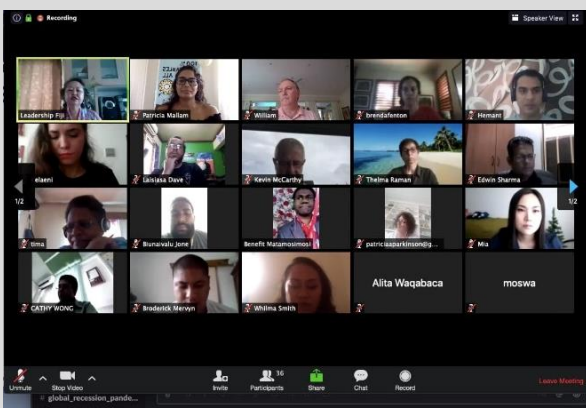 Recording
Speaker View
Leadership Fiji
Patricia Mallam
William
brendafenton
Hemant
elaeni
Laisiasa Dave
Kevin McCarthy
Thelma Raman
Edwin Sharma
1/2
1/2
tima
Biunaivalu Jone
Benefit Matamosimosi
patriciaaparkinson@g...
Mia
CATHY WONG
Broderick Mervyn
Whilma Smith
Alita Waqabaca
moswa
Unmute
Stop Video
Invite
Participants
36
Share
Chat
Record
Leave Meeting
# global_recession_pande...